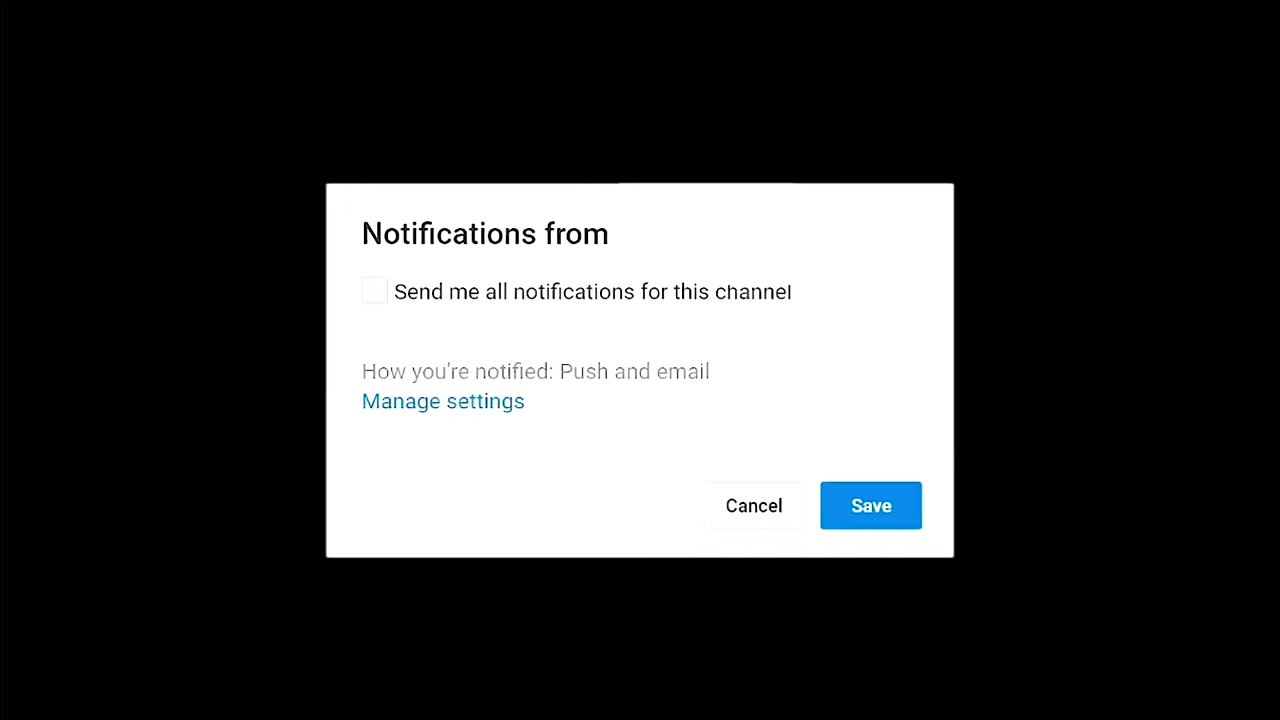 Notifications from
Send me all notifications for this channel
How you're notified: Push and email
Manage settings
Cancel
Save